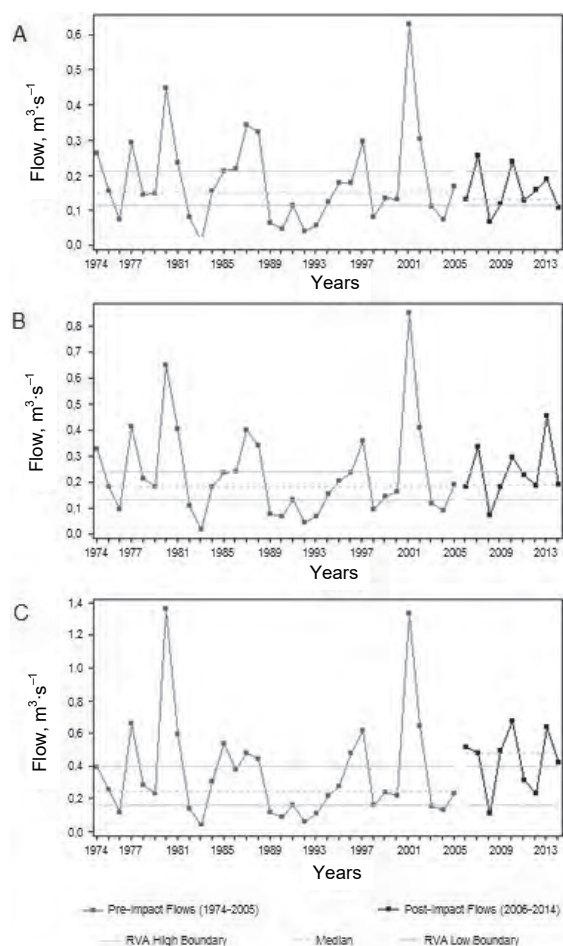 A
Flow, m³·s⁻¹
0,6
0,5
0,4
0,3
0,2
0,1
0,0
1974 1977 1981 1985 1989 1993 1997 2001 2005 2009 2013
Years
B
Flow, m³·s⁻¹
0,8
0,7
0,6
0,5
0,4
0,3
0,2
0,1
0,0
1974 1977 1981 1985 1989 1993 1997 2001 2005 2009 2013
Years
C
Flow, m³·s⁻¹
1,4
1,2
1,0
0,8
0,6
0,4
0,2
0,0
1974 1977 1981 1985 1989 1993 1997 2001 2005 2009 2013
Years
Pre-Impact Flows (1974-2005) Post-Impact Flows (2006-2014)
RVA High Boundary Median RVA Low Boundary